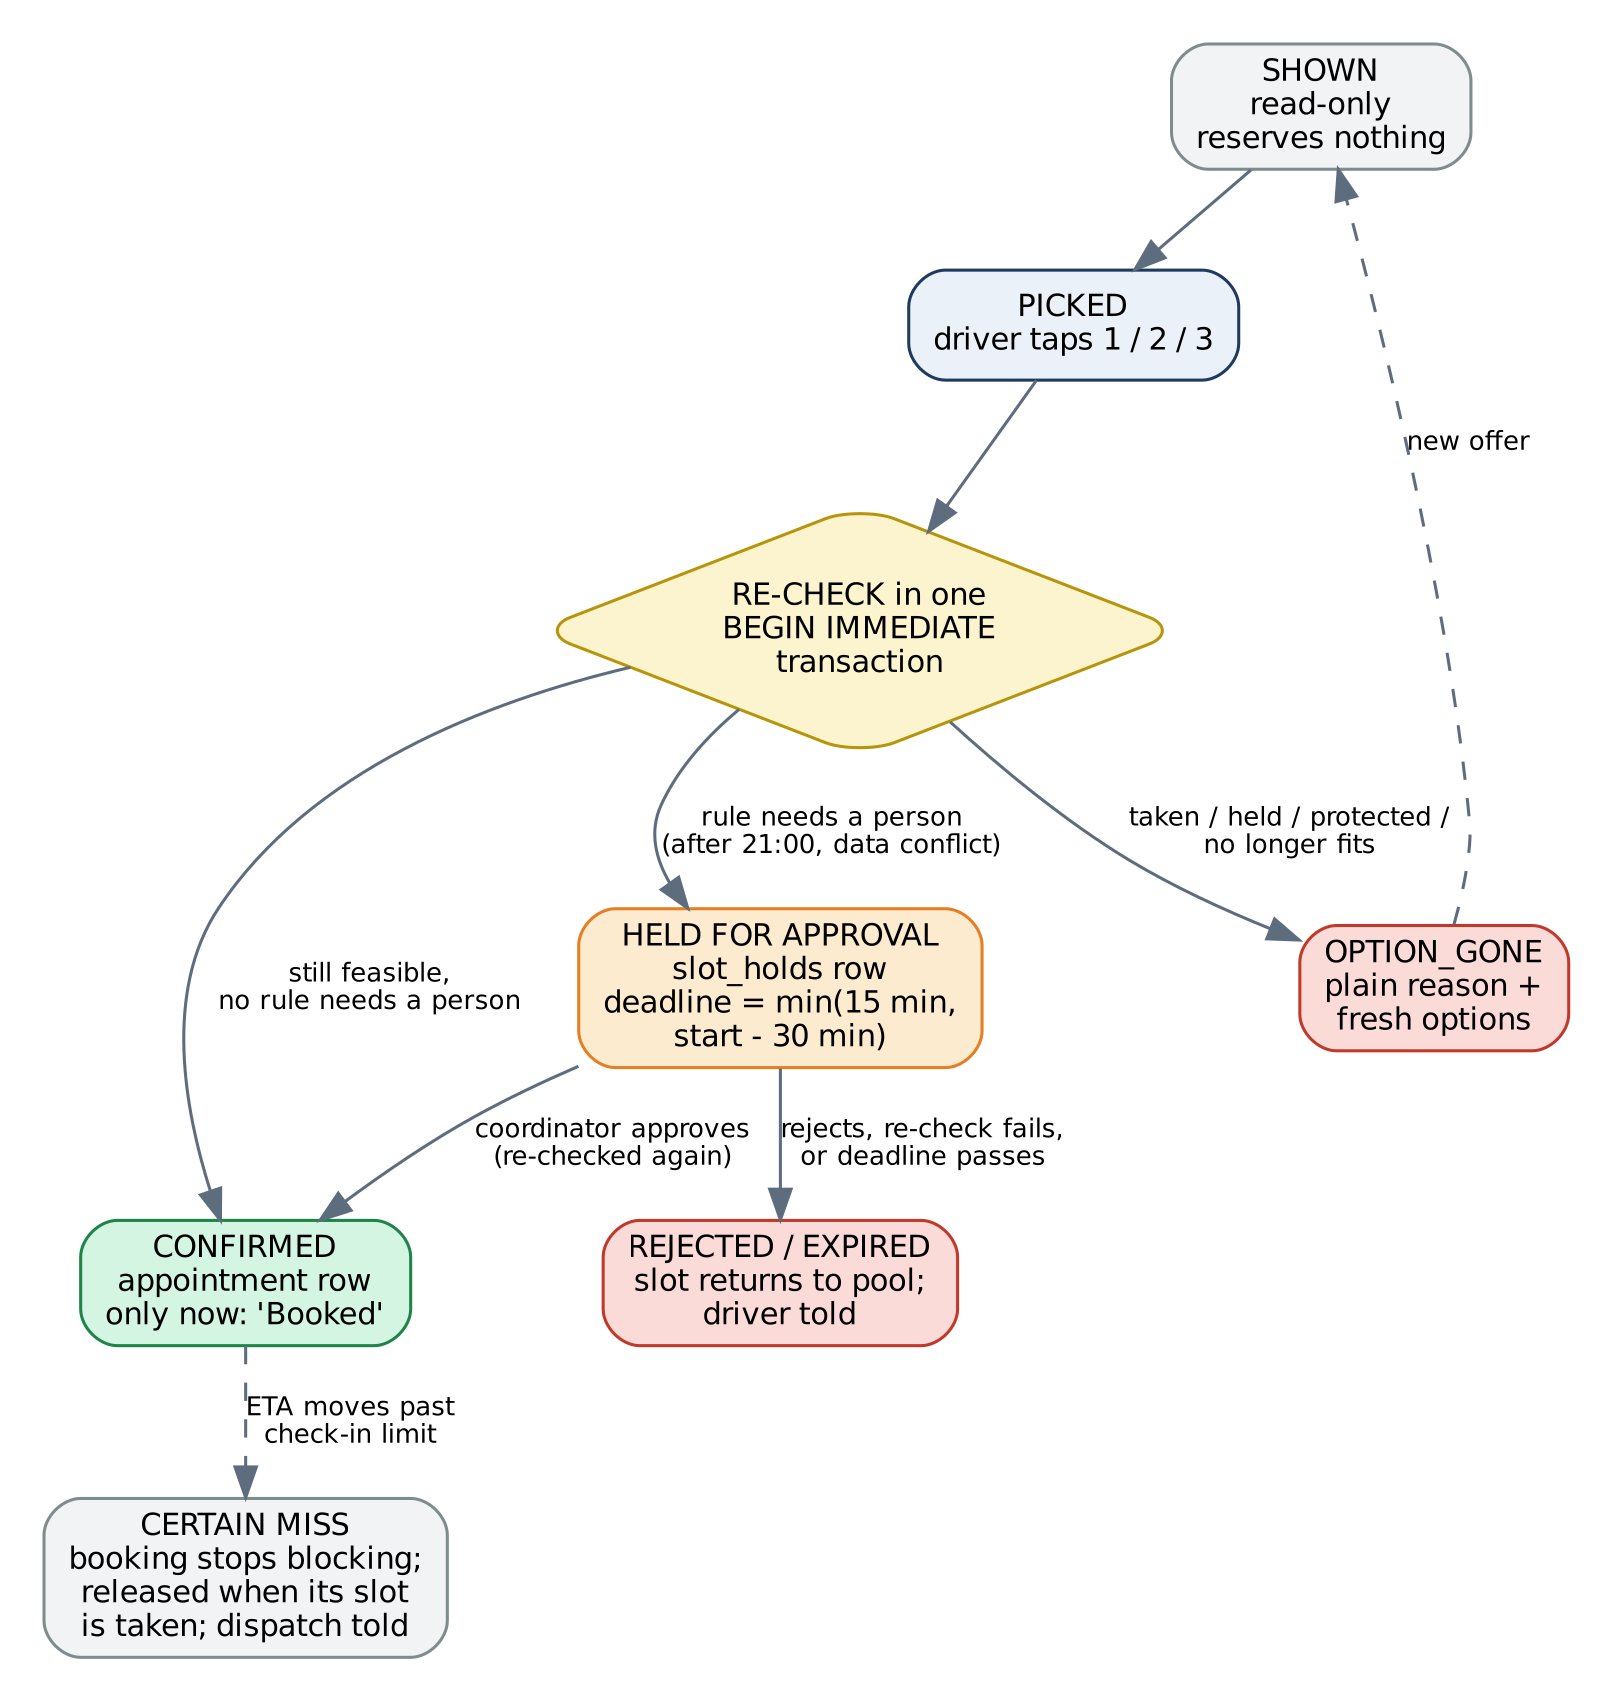 SHOWN
read-only
reserves nothing
PICKED
driver taps 1 / 2 / 3
new offer
RE-CHECK in one
BEGIN IMMEDIATE
transaction
rule needs a person
(after 21:00, data conflict)
taken / held / protected /
no longer fits
still feasible,
no rule needs a person
HELD FOR APPROVAL
slot_holds row
deadline = min(15 min,
start - 30 min)
OPTION_GONE
plain reason +
fresh options
coordinator approves
(re-checked again)
rejects, re-check fails,
or deadline passes
CONFIRMED
appointment row
only now: 'Booked'
REJECTED / EXPIRED
slot returns to pool;
driver told
ETA moves past
check-in limit
CERTAIN MISS
booking stops blocking;
released when its slot
is taken; dispatch told